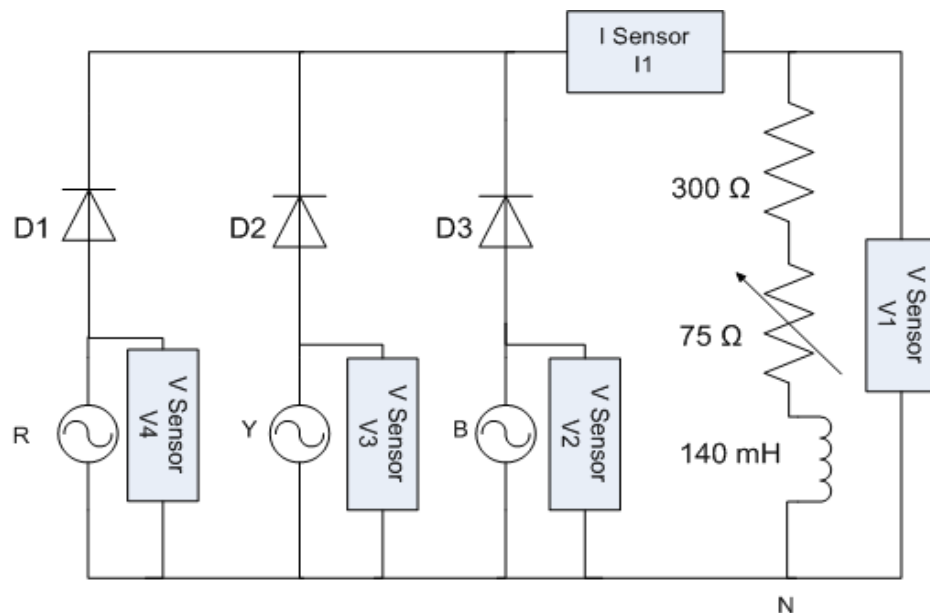 I Sensor
I1
300 Ω
D1
D2
D3
V Sensor
V1
75 Ω
V Sensor
V4
V Sensor
V3
V Sensor
V2
R
Y
B
140 mH
N